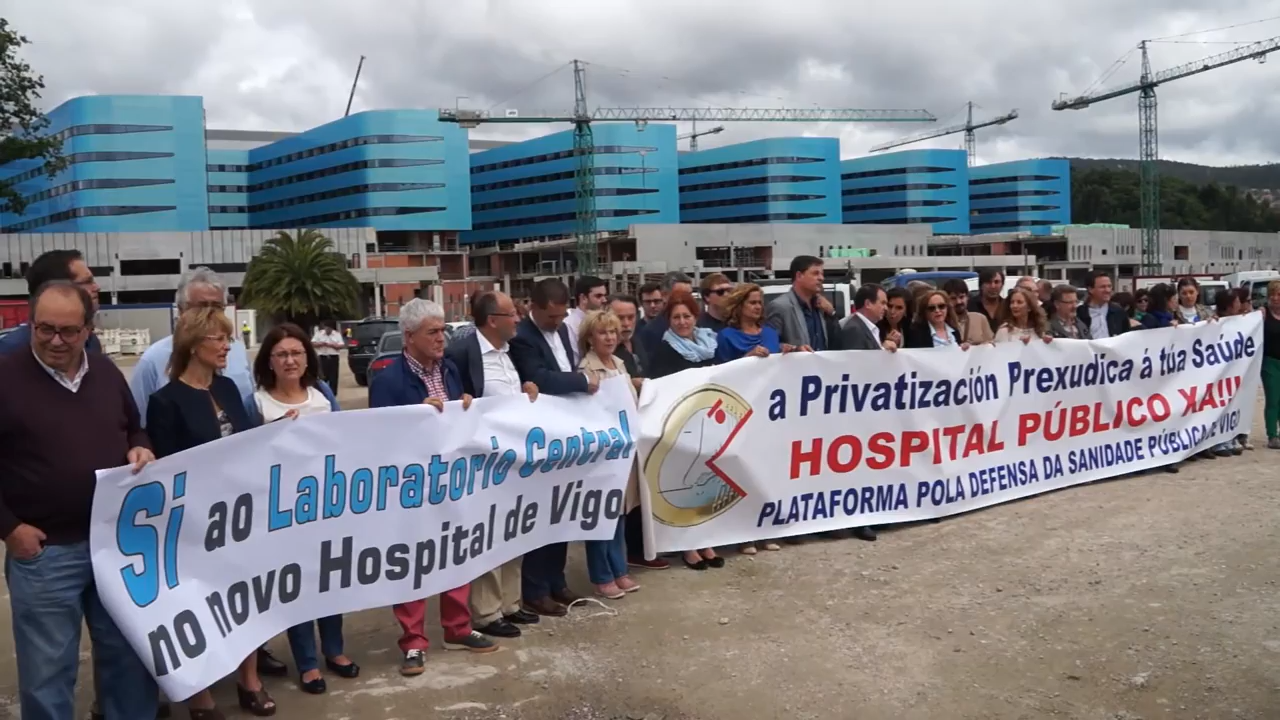 Si ao Laboratorio Central
no novo Hospital de Vigo
a Privatización Prexudica á túa Saúde
HOSPITAL PÚBLICO XA!!!
PLATAFORMA POLA DEFENSA DA SANIDADE PÚBLICA DE VIGO